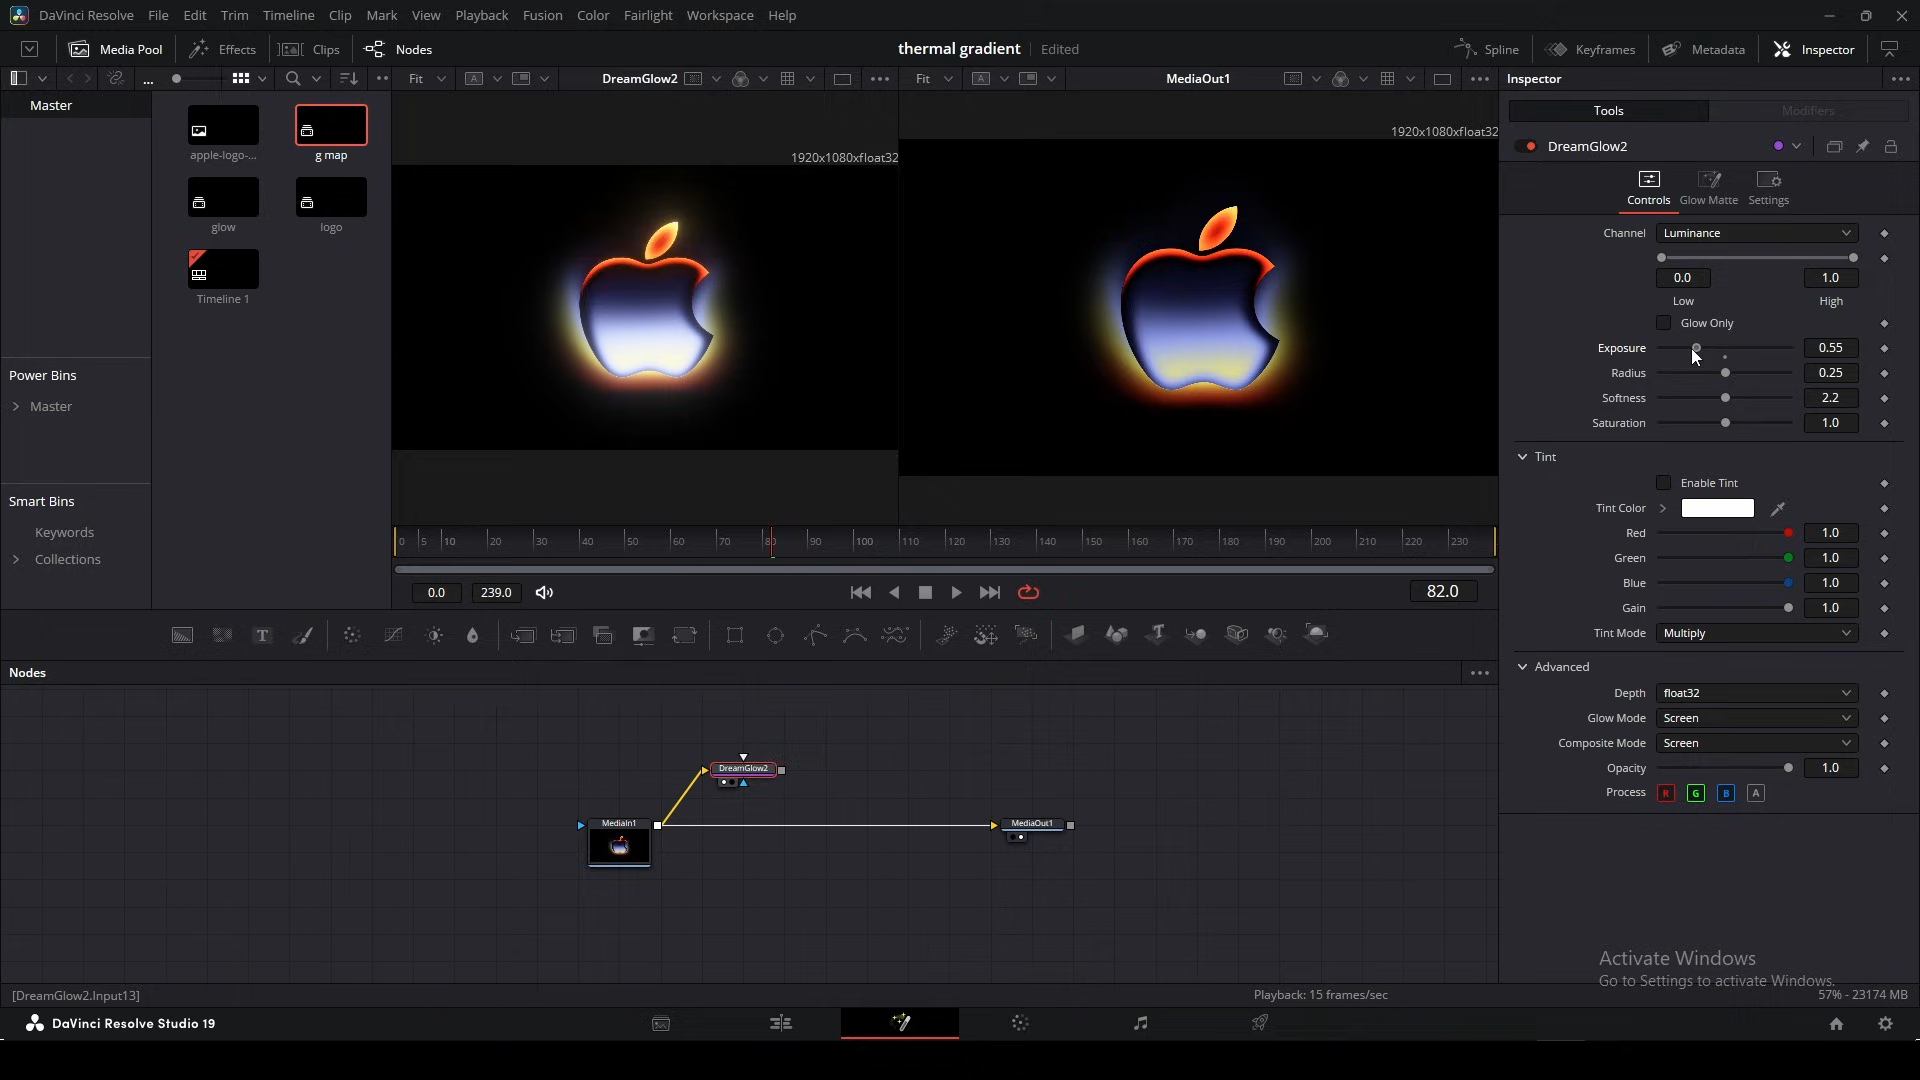 DaVinci Resolve File Edit Trim Timeline Clip Mark View Playback Fusion Color Fairlight Workspace Help
Media Pool Effects Clips Nodes thermal gradient Edited Spline Keyframes Metadata Inspector
... Fit A DreamGlow2 Fit A MediaOut1 Inspector
Master
Tools Modifiers
1920x1080xfloat32
1920x1080xfloat32
DreamGlow2
apple-logo-... g map
glow logo
Timeline 1
Controls Glow Matte Settings
Channel Luminance
0.0 1.0
Low High
Glow Only
Exposure 0.55
Radius 0.25
Softness 2.2
Saturation 1.0
Power Bins
Master
Smart Bins
Keywords
Collections
Tint
Enable Tint
Tint Color
Red 1.0
Green 1.0
Blue 1.0
Gain 1.0
Tint Mode Multiply
0 5 10 20 30 40 50 60 70 80 90 100 110 120 130 140 150 160 170 180 190 200 210 220 230
0.0 239.0 82.0
T
Nodes
Advanced
Depth float32
Glow Mode Screen
Composite Mode Screen
Opacity 1.0
Process R G B A
DreamGlow2
MediaIn1 MediaOut1
Activate Windows
Go to Settings to activate Windows.
[DreamGlow2.Input13] Playback: 15 frames/sec 57% - 23174 MB
DaVinci Resolve Studio 19